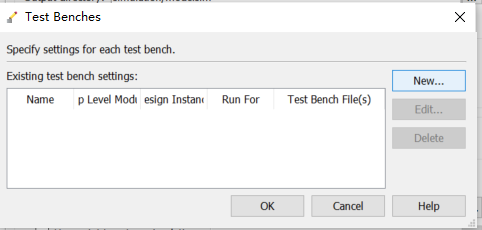 Test Benches
Specify settings for each test bench.
Existing test bench settings:
New...
Name p Level Modu esign Instanc Run For Test Bench File(s)
Edit...
Delete
OK Cancel Help